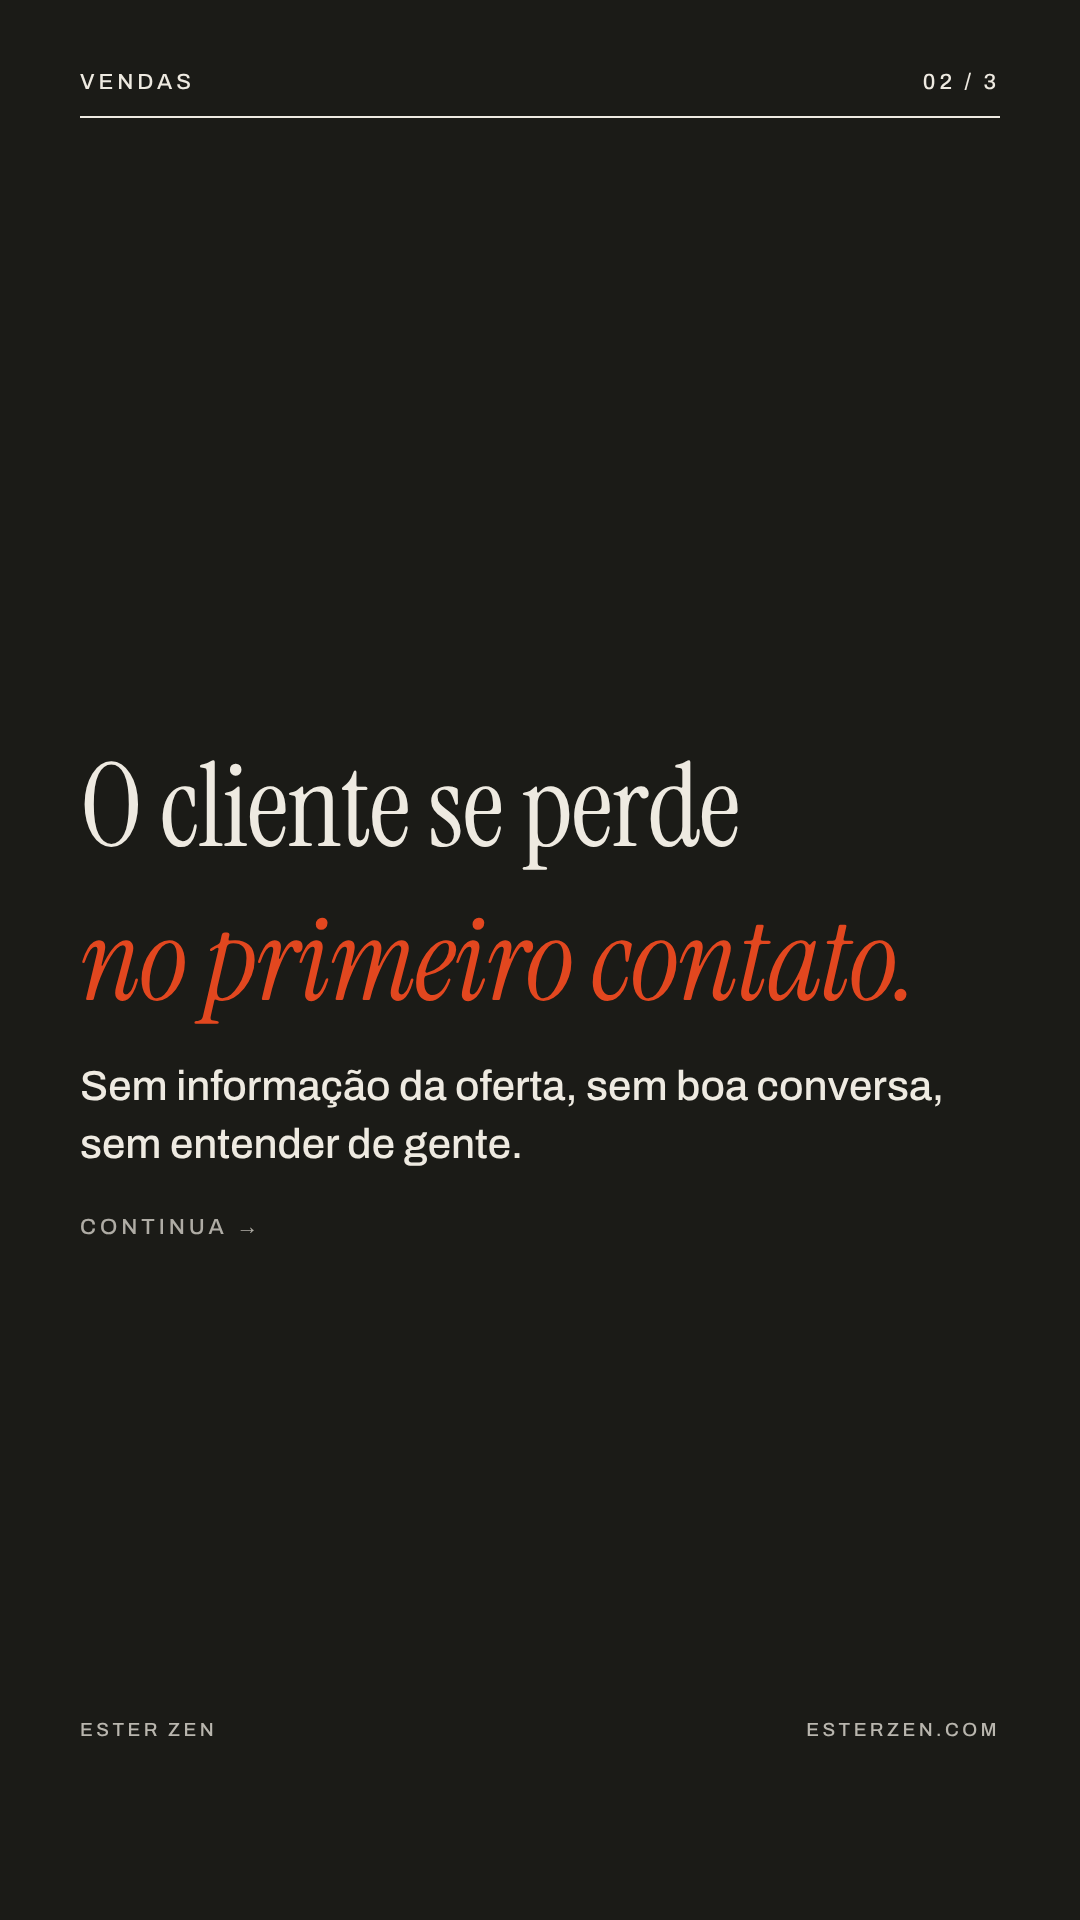 VENDAS
02 / 3
O cliente se perde
no primeiro contato.
Sem informação da oferta, sem boa conversa,
sem entender de gente.
CONTINUA →
ESTER ZEN
ESTERZEN.COM